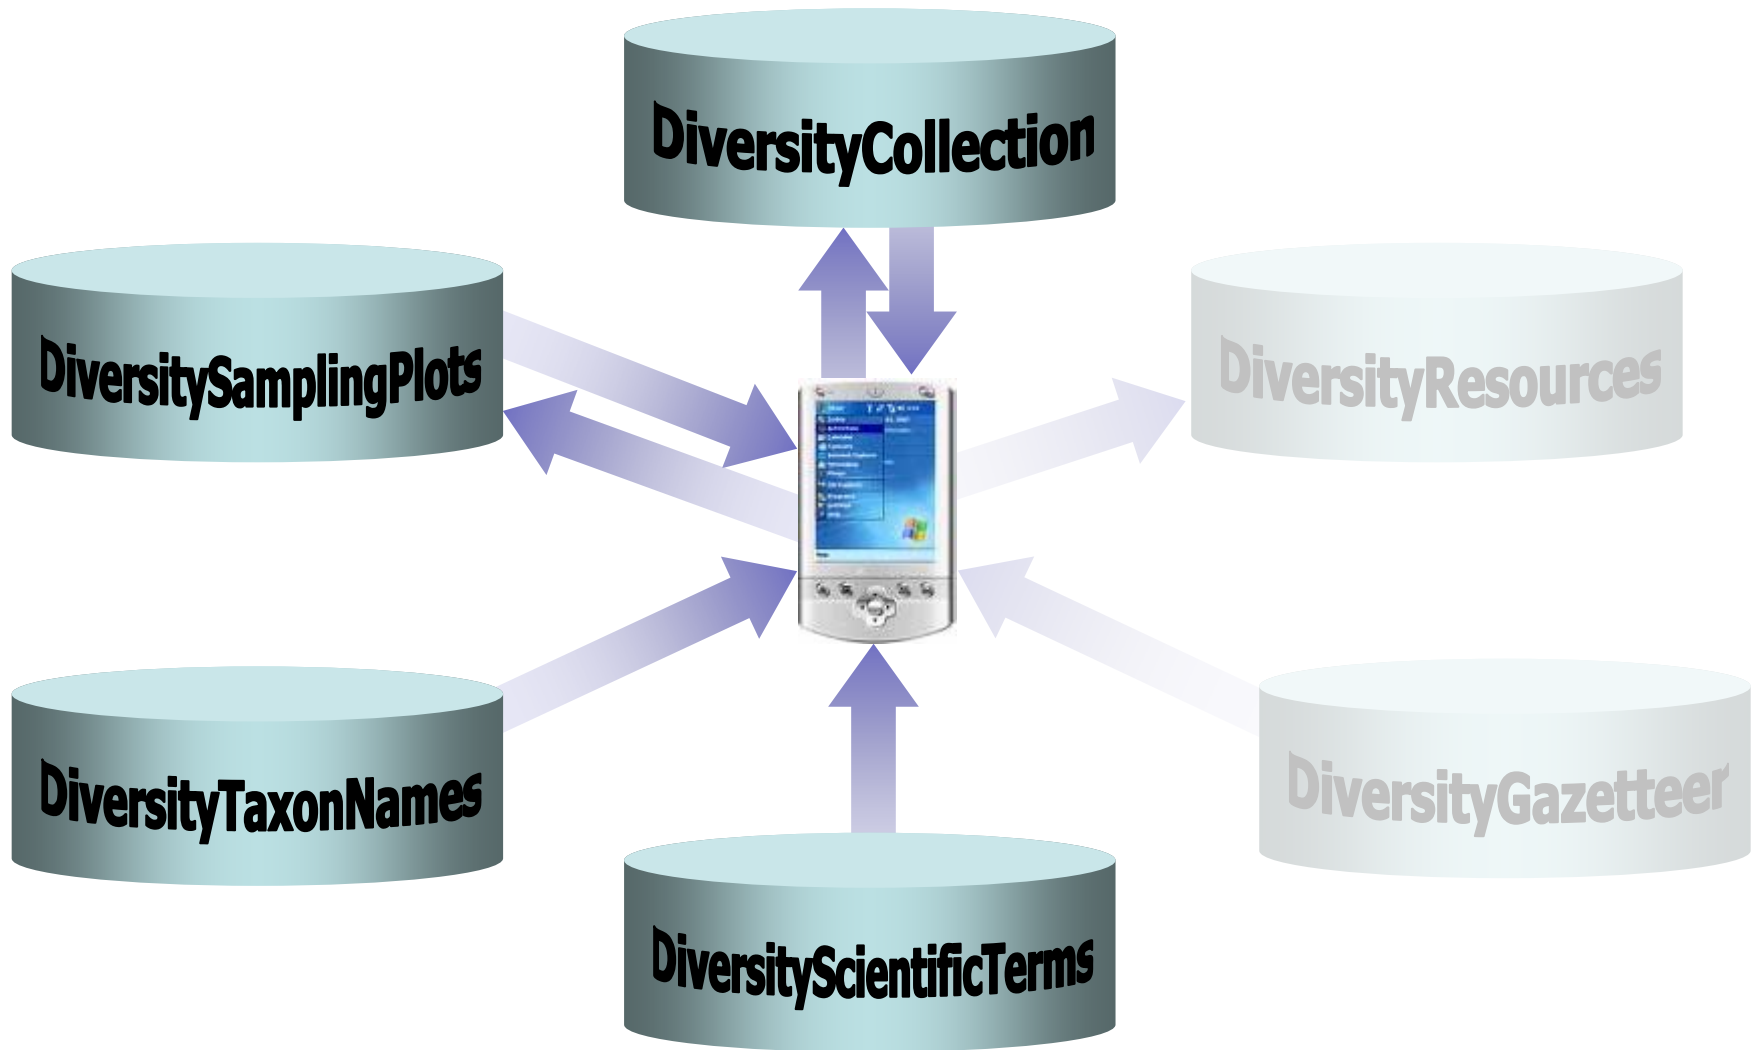 DiversityCollection
DiversitySamplingPlots
DiversityResources
DiversityTaxonNames
DiversityGazetteer
DiversityScientificTerms